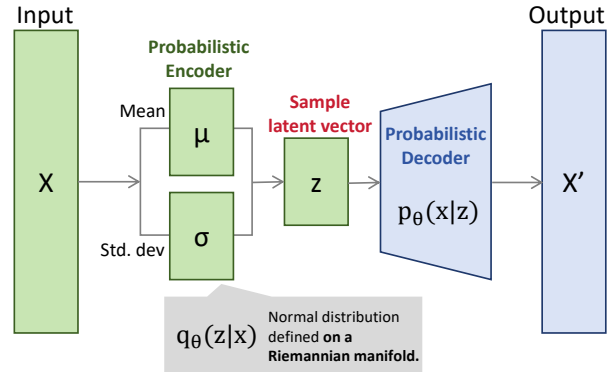 Input
Output
Probabilistic
Encoder
Mean
μ
Sample
latent vector
Probabilistic
Decoder
X
z
X'
pθ(x|z)
Std. dev
σ
qθ(z|x)
Normal distribution
defined on a
Riemannian manifold.